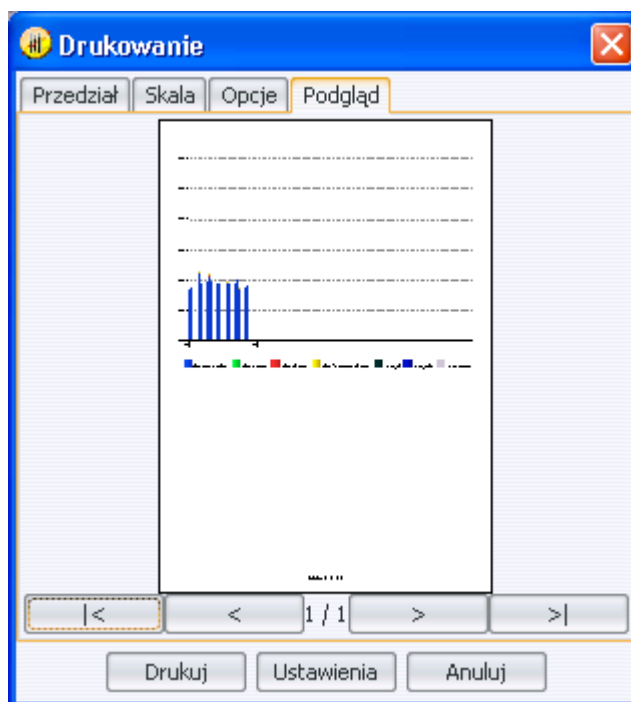 Drukowanie
Przedział Skala Opcje Podgląd
|< < 1 / 1 > >|
Drukuj Ustawienia Anuluj